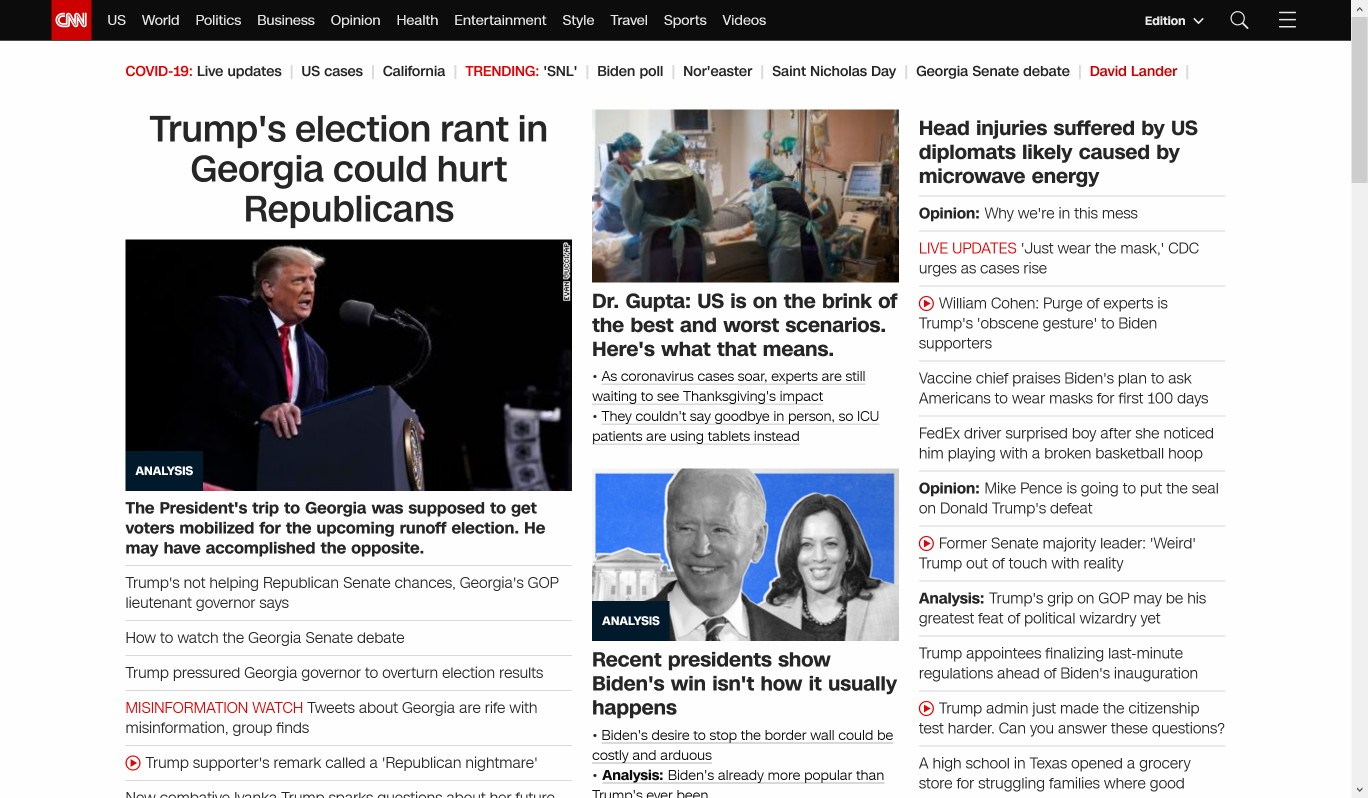 CNN US World Politics Business Opinion Health Entertainment Style Travel Sports Videos Edition
COVID-19: Live updates | US cases | California | TRENDING: 'SNL' | Biden poll | Nor'easter | Saint Nicholas Day | Georgia Senate debate | David Lander |
Trump's election rant in
Georgia could hurt
Republicans
EVAN VUCCI/AP
ANALYSIS
The President's trip to Georgia was supposed to get
voters mobilized for the upcoming runoff election. He
may have accomplished the opposite.
Trump's not helping Republican Senate chances, Georgia's GOP
lieutenant governor says
How to watch the Georgia Senate debate
Trump pressured Georgia governor to overturn election results
MISINFORMATION WATCH Tweets about Georgia are rife with
misinformation, group finds
Trump supporter's remark called a 'Republican nightmare'
Now combative Ivanka Trump sparks questions about her future
Dr. Gupta: US is on the brink of
the best and worst scenarios.
Here's what that means.
• As coronavirus cases soar, experts are still
waiting to see Thanksgiving's impact
• They couldn't say goodbye in person, so ICU
patients are using tablets instead
ANALYSIS
Recent presidents show
Biden's win isn't how it usually
happens
• Biden's desire to stop the border wall could be
costly and arduous
• Analysis: Biden's already more popular than
Trump's ever been
Head injuries suffered by US
diplomats likely caused by
microwave energy
Opinion: Why we're in this mess
LIVE UPDATES 'Just wear the mask,' CDC
urges as cases rise
William Cohen: Purge of experts is
Trump's 'obscene gesture' to Biden
supporters
Vaccine chief praises Biden's plan to ask
Americans to wear masks for first 100 days
FedEx driver surprised boy after she noticed
him playing with a broken basketball hoop
Opinion: Mike Pence is going to put the seal
on Donald Trump's defeat
Former Senate majority leader: 'Weird'
Trump out of touch with reality
Analysis: Trump's grip on GOP may be his
greatest feat of political wizardry yet
Trump appointees finalizing last-minute
regulations ahead of Biden's inauguration
Trump admin just made the citizenship
test harder. Can you answer these questions?
A high school in Texas opened a grocery
store for struggling families where good